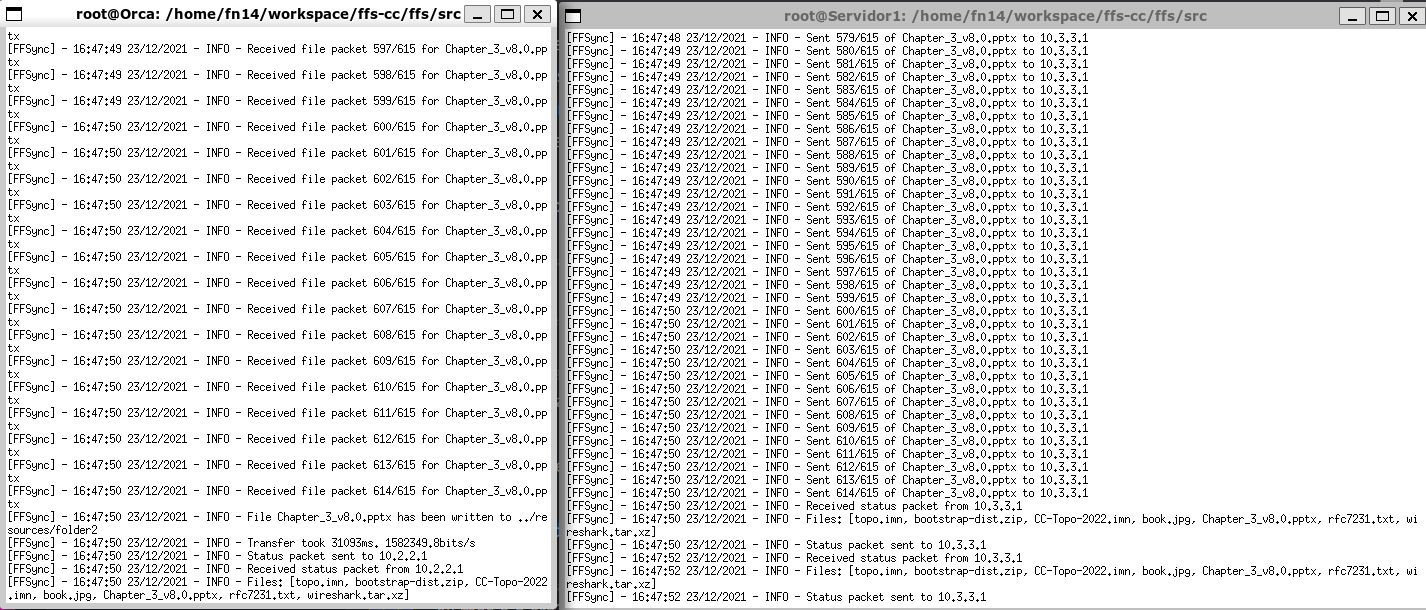 root@Orca: /home/fn14/workspace/ffs-cc/ffs/src
tx
[FFSync] - 16:47:49 23/12/2021 - INFO - Received file packet 597/615 for Chapter_3_v8.0.pp
tx
[FFSync] - 16:47:49 23/12/2021 - INFO - Received file packet 598/615 for Chapter_3_v8.0.pp
tx
[FFSync] - 16:47:49 23/12/2021 - INFO - Received file packet 599/615 for Chapter_3_v8.0.pp
tx
[FFSync] - 16:47:50 23/12/2021 - INFO - Received file packet 600/615 for Chapter_3_v8.0.pp
tx
[FFSync] - 16:47:50 23/12/2021 - INFO - Received file packet 601/615 for Chapter_3_v8.0.pp
tx
[FFSync] - 16:47:50 23/12/2021 - INFO - Received file packet 602/615 for Chapter_3_v8.0.pp
tx
[FFSync] - 16:47:50 23/12/2021 - INFO - Received file packet 603/615 for Chapter_3_v8.0.pp
tx
[FFSync] - 16:47:50 23/12/2021 - INFO - Received file packet 604/615 for Chapter_3_v8.0.pp
tx
[FFSync] - 16:47:50 23/12/2021 - INFO - Received file packet 605/615 for Chapter_3_v8.0.pp
tx
[FFSync] - 16:47:50 23/12/2021 - INFO - Received file packet 606/615 for Chapter_3_v8.0.pp
tx
[FFSync] - 16:47:50 23/12/2021 - INFO - Received file packet 607/615 for Chapter_3_v8.0.pp
tx
[FFSync] - 16:47:50 23/12/2021 - INFO - Received file packet 608/615 for Chapter_3_v8.0.pp
tx
[FFSync] - 16:47:50 23/12/2021 - INFO - Received file packet 609/615 for Chapter_3_v8.0.pp
tx
[FFSync] - 16:47:50 23/12/2021 - INFO - Received file packet 610/615 for Chapter_3_v8.0.pp
tx
[FFSync] - 16:47:50 23/12/2021 - INFO - Received file packet 611/615 for Chapter_3_v8.0.pp
tx
[FFSync] - 16:47:50 23/12/2021 - INFO - Received file packet 612/615 for Chapter_3_v8.0.pp
tx
[FFSync] - 16:47:50 23/12/2021 - INFO - Received file packet 613/615 for Chapter_3_v8.0.pp
tx
[FFSync] - 16:47:50 23/12/2021 - INFO - Received file packet 614/615 for Chapter_3_v8.0.pp
tx
[FFSync] - 16:47:50 23/12/2021 - INFO - File Chapter_3_v8.0.pptx has been written to ../re
sources/folder2
[FFSync] - 16:47:50 23/12/2021 - INFO - Transfer took 31093ms. 1582349.8bits/s
[FFSync] - 16:47:50 23/12/2021 - INFO - Status packet sent to 10.2.2.1
[FFSync] - 16:47:50 23/12/2021 - INFO - Received status packet from 10.2.2.1
[FFSync] - 16:47:50 23/12/2021 - INFO - Files: [topo.imn, bootstrap-dist.zip, CC-Topo-2022
.imn, book.jpg, Chapter_3_v8.0.pptx, rfc7231.txt, wireshark.tar.xz]
root@Servidor1: /home/fn14/workspace/ffs-cc/ffs/src
[FFSync] - 16:47:48 23/12/2021 - INFO - Sent 579/615 of Chapter_3_v8.0.pptx to 10.3.3.1
[FFSync] - 16:47:49 23/12/2021 - INFO - Sent 580/615 of Chapter_3_v8.0.pptx to 10.3.3.1
[FFSync] - 16:47:49 23/12/2021 - INFO - Sent 581/615 of Chapter_3_v8.0.pptx to 10.3.3.1
[FFSync] - 16:47:49 23/12/2021 - INFO - Sent 582/615 of Chapter_3_v8.0.pptx to 10.3.3.1
[FFSync] - 16:47:49 23/12/2021 - INFO - Sent 583/615 of Chapter_3_v8.0.pptx to 10.3.3.1
[FFSync] - 16:47:49 23/12/2021 - INFO - Sent 584/615 of Chapter_3_v8.0.pptx to 10.3.3.1
[FFSync] - 16:47:49 23/12/2021 - INFO - Sent 585/615 of Chapter_3_v8.0.pptx to 10.3.3.1
[FFSync] - 16:47:49 23/12/2021 - INFO - Sent 586/615 of Chapter_3_v8.0.pptx to 10.3.3.1
[FFSync] - 16:47:49 23/12/2021 - INFO - Sent 587/615 of Chapter_3_v8.0.pptx to 10.3.3.1
[FFSync] - 16:47:49 23/12/2021 - INFO - Sent 588/615 of Chapter_3_v8.0.pptx to 10.3.3.1
[FFSync] - 16:47:49 23/12/2021 - INFO - Sent 589/615 of Chapter_3_v8.0.pptx to 10.3.3.1
[FFSync] - 16:47:49 23/12/2021 - INFO - Sent 590/615 of Chapter_3_v8.0.pptx to 10.3.3.1
[FFSync] - 16:47:49 23/12/2021 - INFO - Sent 591/615 of Chapter_3_v8.0.pptx to 10.3.3.1
[FFSync] - 16:47:49 23/12/2021 - INFO - Sent 592/615 of Chapter_3_v8.0.pptx to 10.3.3.1
[FFSync] - 16:47:49 23/12/2021 - INFO - Sent 593/615 of Chapter_3_v8.0.pptx to 10.3.3.1
[FFSync] - 16:47:49 23/12/2021 - INFO - Sent 594/615 of Chapter_3_v8.0.pptx to 10.3.3.1
[FFSync] - 16:47:49 23/12/2021 - INFO - Sent 595/615 of Chapter_3_v8.0.pptx to 10.3.3.1
[FFSync] - 16:47:49 23/12/2021 - INFO - Sent 596/615 of Chapter_3_v8.0.pptx to 10.3.3.1
[FFSync] - 16:47:49 23/12/2021 - INFO - Sent 597/615 of Chapter_3_v8.0.pptx to 10.3.3.1
[FFSync] - 16:47:49 23/12/2021 - INFO - Sent 598/615 of Chapter_3_v8.0.pptx to 10.3.3.1
[FFSync] - 16:47:49 23/12/2021 - INFO - Sent 599/615 of Chapter_3_v8.0.pptx to 10.3.3.1
[FFSync] - 16:47:50 23/12/2021 - INFO - Sent 600/615 of Chapter_3_v8.0.pptx to 10.3.3.1
[FFSync] - 16:47:50 23/12/2021 - INFO - Sent 601/615 of Chapter_3_v8.0.pptx to 10.3.3.1
[FFSync] - 16:47:50 23/12/2021 - INFO - Sent 602/615 of Chapter_3_v8.0.pptx to 10.3.3.1
[FFSync] - 16:47:50 23/12/2021 - INFO - Sent 603/615 of Chapter_3_v8.0.pptx to 10.3.3.1
[FFSync] - 16:47:50 23/12/2021 - INFO - Sent 604/615 of Chapter_3_v8.0.pptx to 10.3.3.1
[FFSync] - 16:47:50 23/12/2021 - INFO - Sent 605/615 of Chapter_3_v8.0.pptx to 10.3.3.1
[FFSync] - 16:47:50 23/12/2021 - INFO - Sent 606/615 of Chapter_3_v8.0.pptx to 10.3.3.1
[FFSync] - 16:47:50 23/12/2021 - INFO - Sent 607/615 of Chapter_3_v8.0.pptx to 10.3.3.1
[FFSync] - 16:47:50 23/12/2021 - INFO - Sent 608/615 of Chapter_3_v8.0.pptx to 10.3.3.1
[FFSync] - 16:47:50 23/12/2021 - INFO - Sent 609/615 of Chapter_3_v8.0.pptx to 10.3.3.1
[FFSync] - 16:47:50 23/12/2021 - INFO - Sent 610/615 of Chapter_3_v8.0.pptx to 10.3.3.1
[FFSync] - 16:47:50 23/12/2021 - INFO - Sent 611/615 of Chapter_3_v8.0.pptx to 10.3.3.1
[FFSync] - 16:47:50 23/12/2021 - INFO - Sent 612/615 of Chapter_3_v8.0.pptx to 10.3.3.1
[FFSync] - 16:47:50 23/12/2021 - INFO - Sent 613/615 of Chapter_3_v8.0.pptx to 10.3.3.1
[FFSync] - 16:47:50 23/12/2021 - INFO - Sent 614/615 of Chapter_3_v8.0.pptx to 10.3.3.1
[FFSync] - 16:47:50 23/12/2021 - INFO - Received status packet from 10.3.3.1
[FFSync] - 16:47:50 23/12/2021 - INFO - Files: [topo.imn, bootstrap-dist.zip, CC-Topo-2022.imn, book.jpg, Chapter_3_v8.0.pptx, rfc7231.txt, wi
reshark.tar.xz]
[FFSync] - 16:47:50 23/12/2021 - INFO - Status packet sent to 10.3.3.1
[FFSync] - 16:47:52 23/12/2021 - INFO - Received status packet from 10.3.3.1
[FFSync] - 16:47:52 23/12/2021 - INFO - Files: [topo.imn, bootstrap-dist.zip, CC-Topo-2022.imn, book.jpg, Chapter_3_v8.0.pptx, rfc7231.txt, wi
reshark.tar.xz]
[FFSync] - 16:47:52 23/12/2021 - INFO - Status packet sent to 10.3.3.1